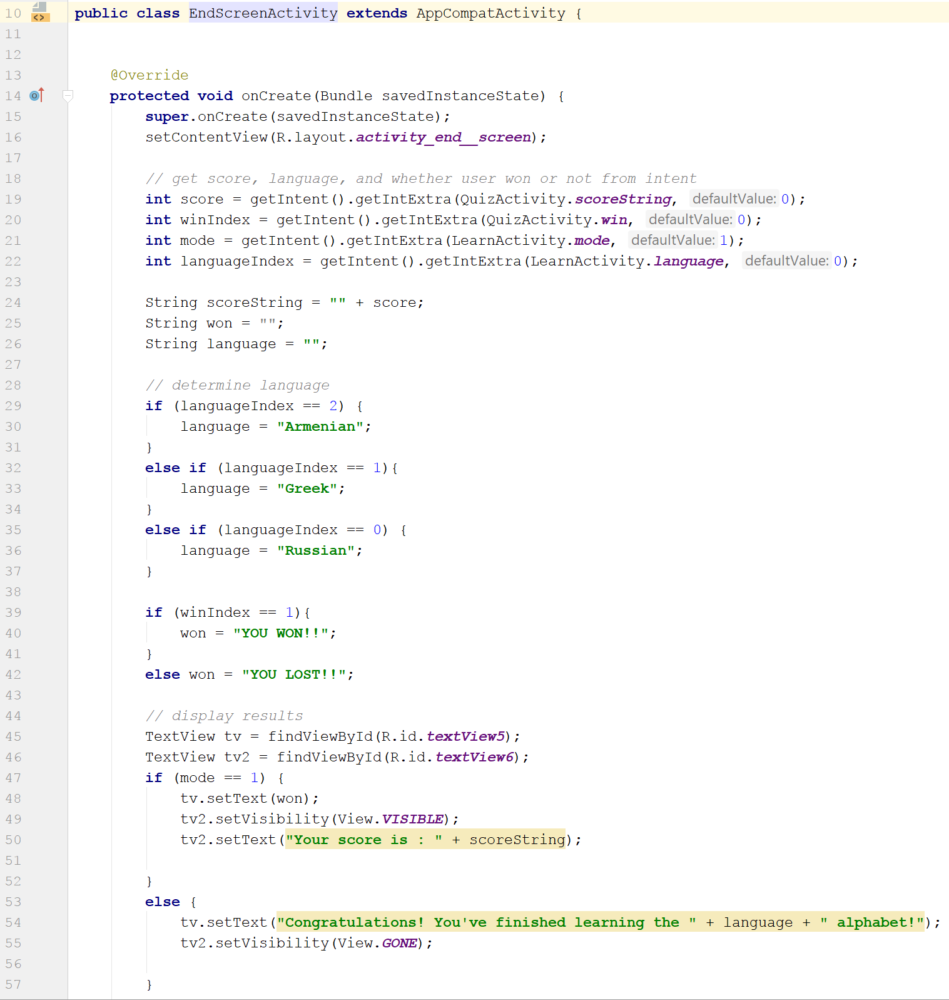 10 public class EndScreenActivity extends AppCompatActivity {
11
12
13 @Override
14 protected void onCreate(Bundle savedInstanceState) {
15 super.onCreate(savedInstanceState);
16 setContentView(R.layout.activity_end__screen);
17
18 // get score, language, and whether user won or not from intent
19 int score = getIntent().getIntExtra(QuizActivity.scoreString, defaultValue: 0);
20 int winIndex = getIntent().getIntExtra(QuizActivity.win, defaultValue: 0);
21 int mode = getIntent().getIntExtra(LearnActivity.mode, defaultValue: 1);
22 int languageIndex = getIntent().getIntExtra(LearnActivity.language, defaultValue: 0);
23
24 String scoreString = "" + score;
25 String won = "";
26 String language = "";
27
28 // determine language
29 if (languageIndex == 2) {
30 language = "Armenian";
31 }
32 else if (languageIndex == 1){
33 language = "Greek";
34 }
35 else if (languageIndex == 0) {
36 language = "Russian";
37 }
38
39 if (winIndex == 1){
40 won = "YOU WON!!";
41 }
42 else won = "YOU LOST!!";
43
44 // display results
45 TextView tv = findViewById(R.id.textView5);
46 TextView tv2 = findViewById(R.id.textView6);
47 if (mode == 1) {
48 tv.setText(won);
49 tv2.setVisibility(View.VISIBLE);
50 tv2.setText("Your score is : " + scoreString);
51
52 }
53 else {
54 tv.setText("Congratulations! You've finished learning the " + language + " alphabet!");
55 tv2.setVisibility(View.GONE);
56
57 }